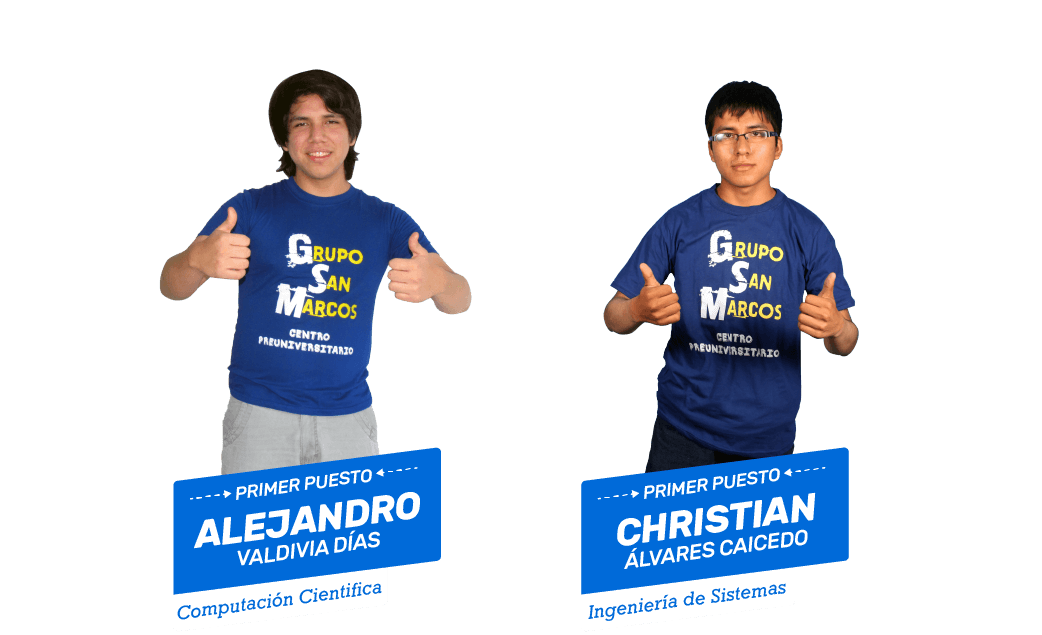 GRUPO
SAN
MARCOS
CENTRO
PREUNIVERSITARIO
PRIMER PUESTO
ALEJANDRO
VALDIVIA DÍAS
Computación Cientifica
GRUPO
SAN
MARCOS
CENTRO
PREUNIVERSITARIO
PRIMER PUESTO
CHRISTIAN
ÁLVARES CAICEDO
Ingeniería de Sistemas